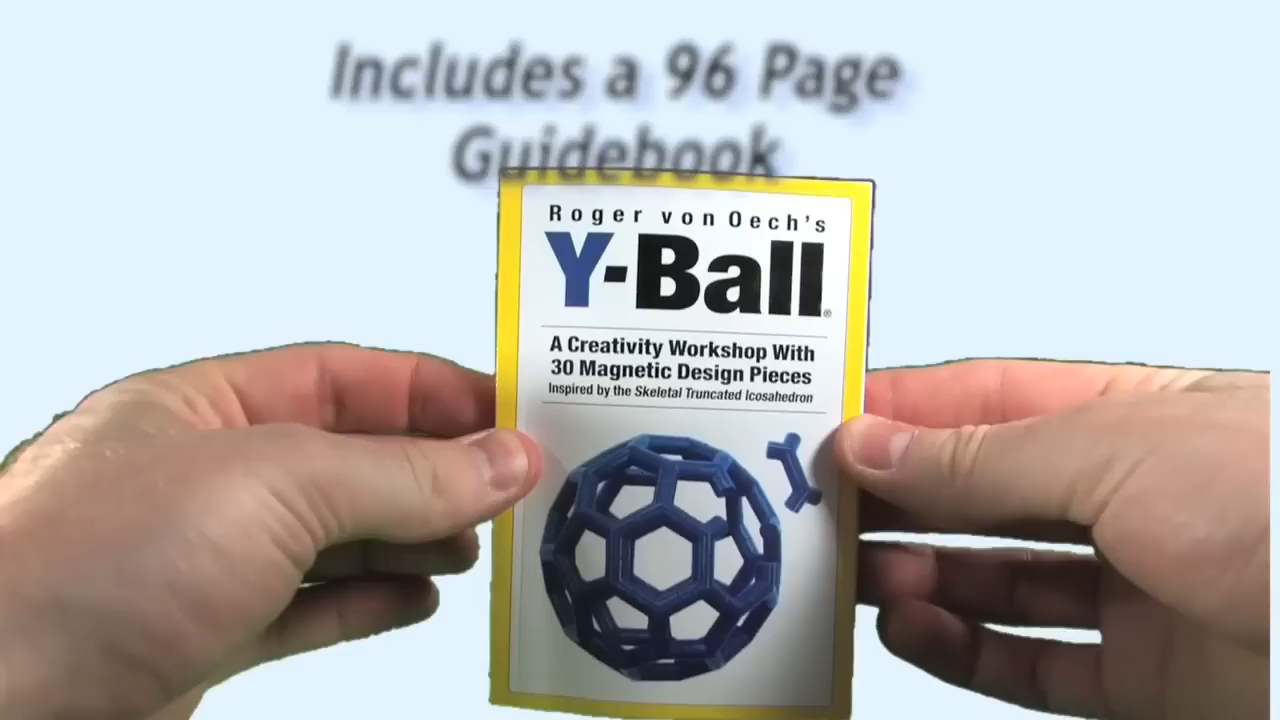 Includes a 96 Page
Guidebook
Roger von Oech's
Y-Ball®
A Creativity Workshop With
30 Magnetic Design Pieces
Inspired by the Skeletal Truncated Icosahedron